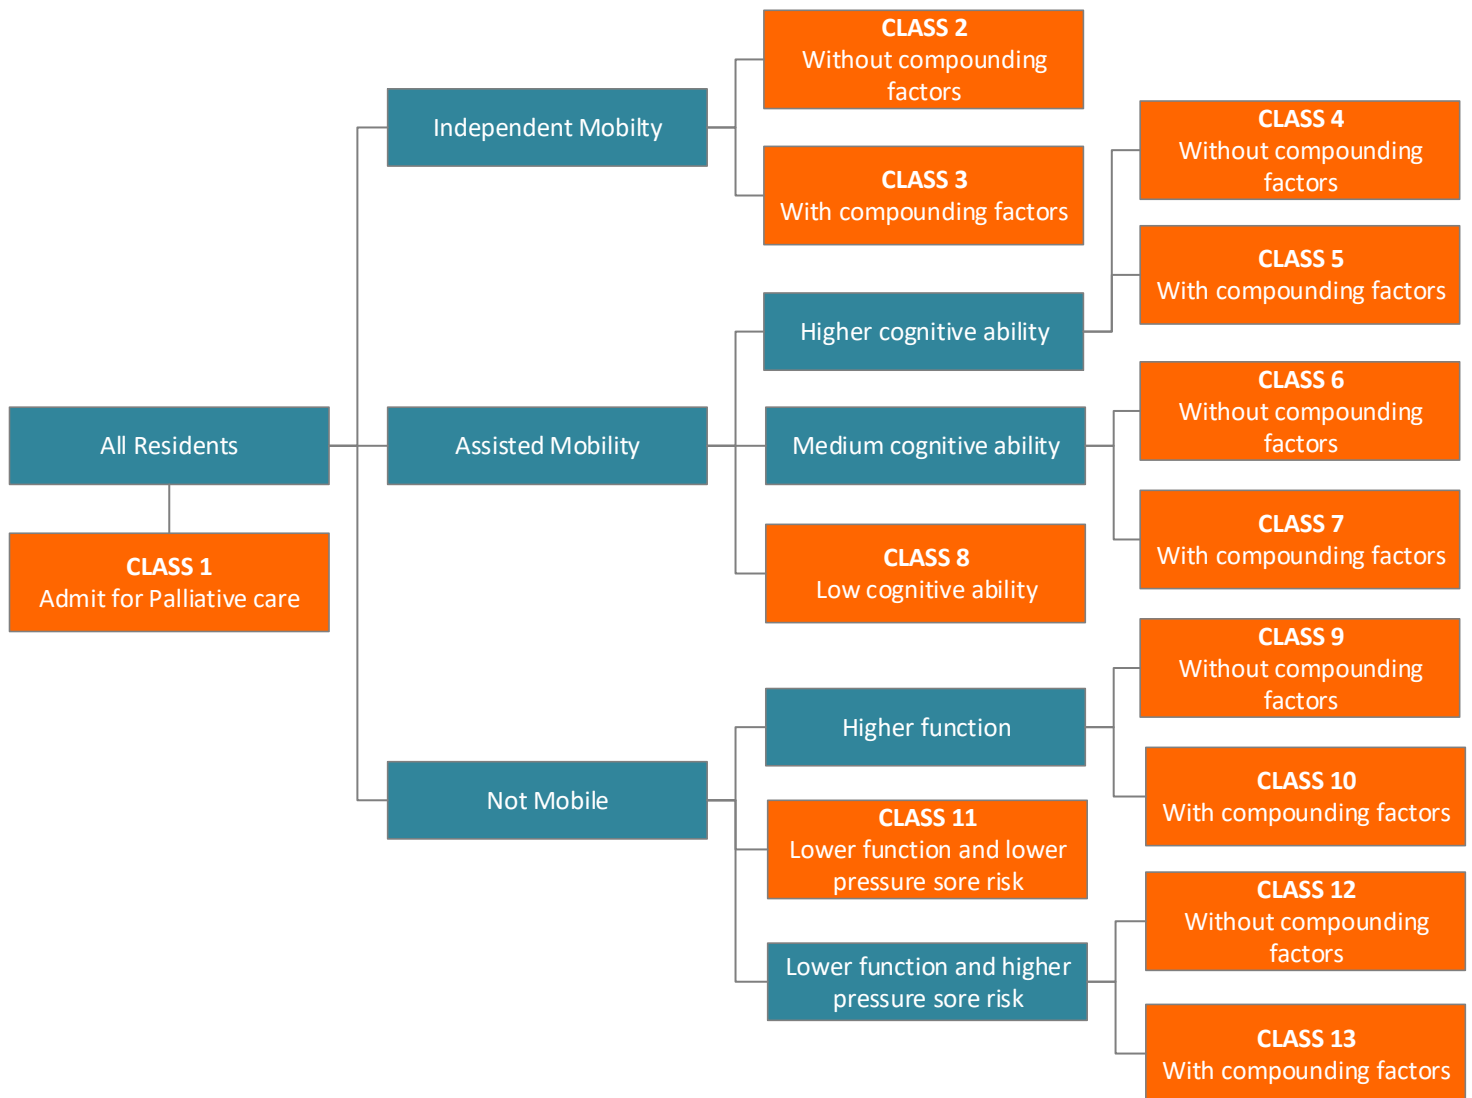 All Residents
CLASS 1
Admit for Palliative care
Independent Mobilty
CLASS 2
Without compounding
factors
CLASS 3
With compounding factors
Assisted Mobility
Higher cognitive ability
CLASS 4
Without compounding
factors
CLASS 5
With compounding factors
Medium cognitive ability
CLASS 6
Without compounding
factors
CLASS 7
With compounding factors
CLASS 8
Low cognitive ability
Not Mobile
Higher function
CLASS 9
Without compounding
factors
CLASS 10
With compounding factors
CLASS 11
Lower function and lower
pressure sore risk
Lower function and higher
pressure sore risk
CLASS 12
Without compounding
factors
CLASS 13
With compounding factors